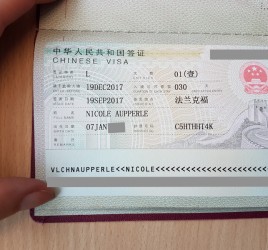 中华人民共和国签证
CHINESE VISA
L 01(壹)
19DEC2017 030
19SEP2017 法兰克福
NICOLE AUPPERLE
07JAN C5HTHHT4K
VLCHNAUPPERLE<<NICOLE<<<<<<<<<<<<<<<<